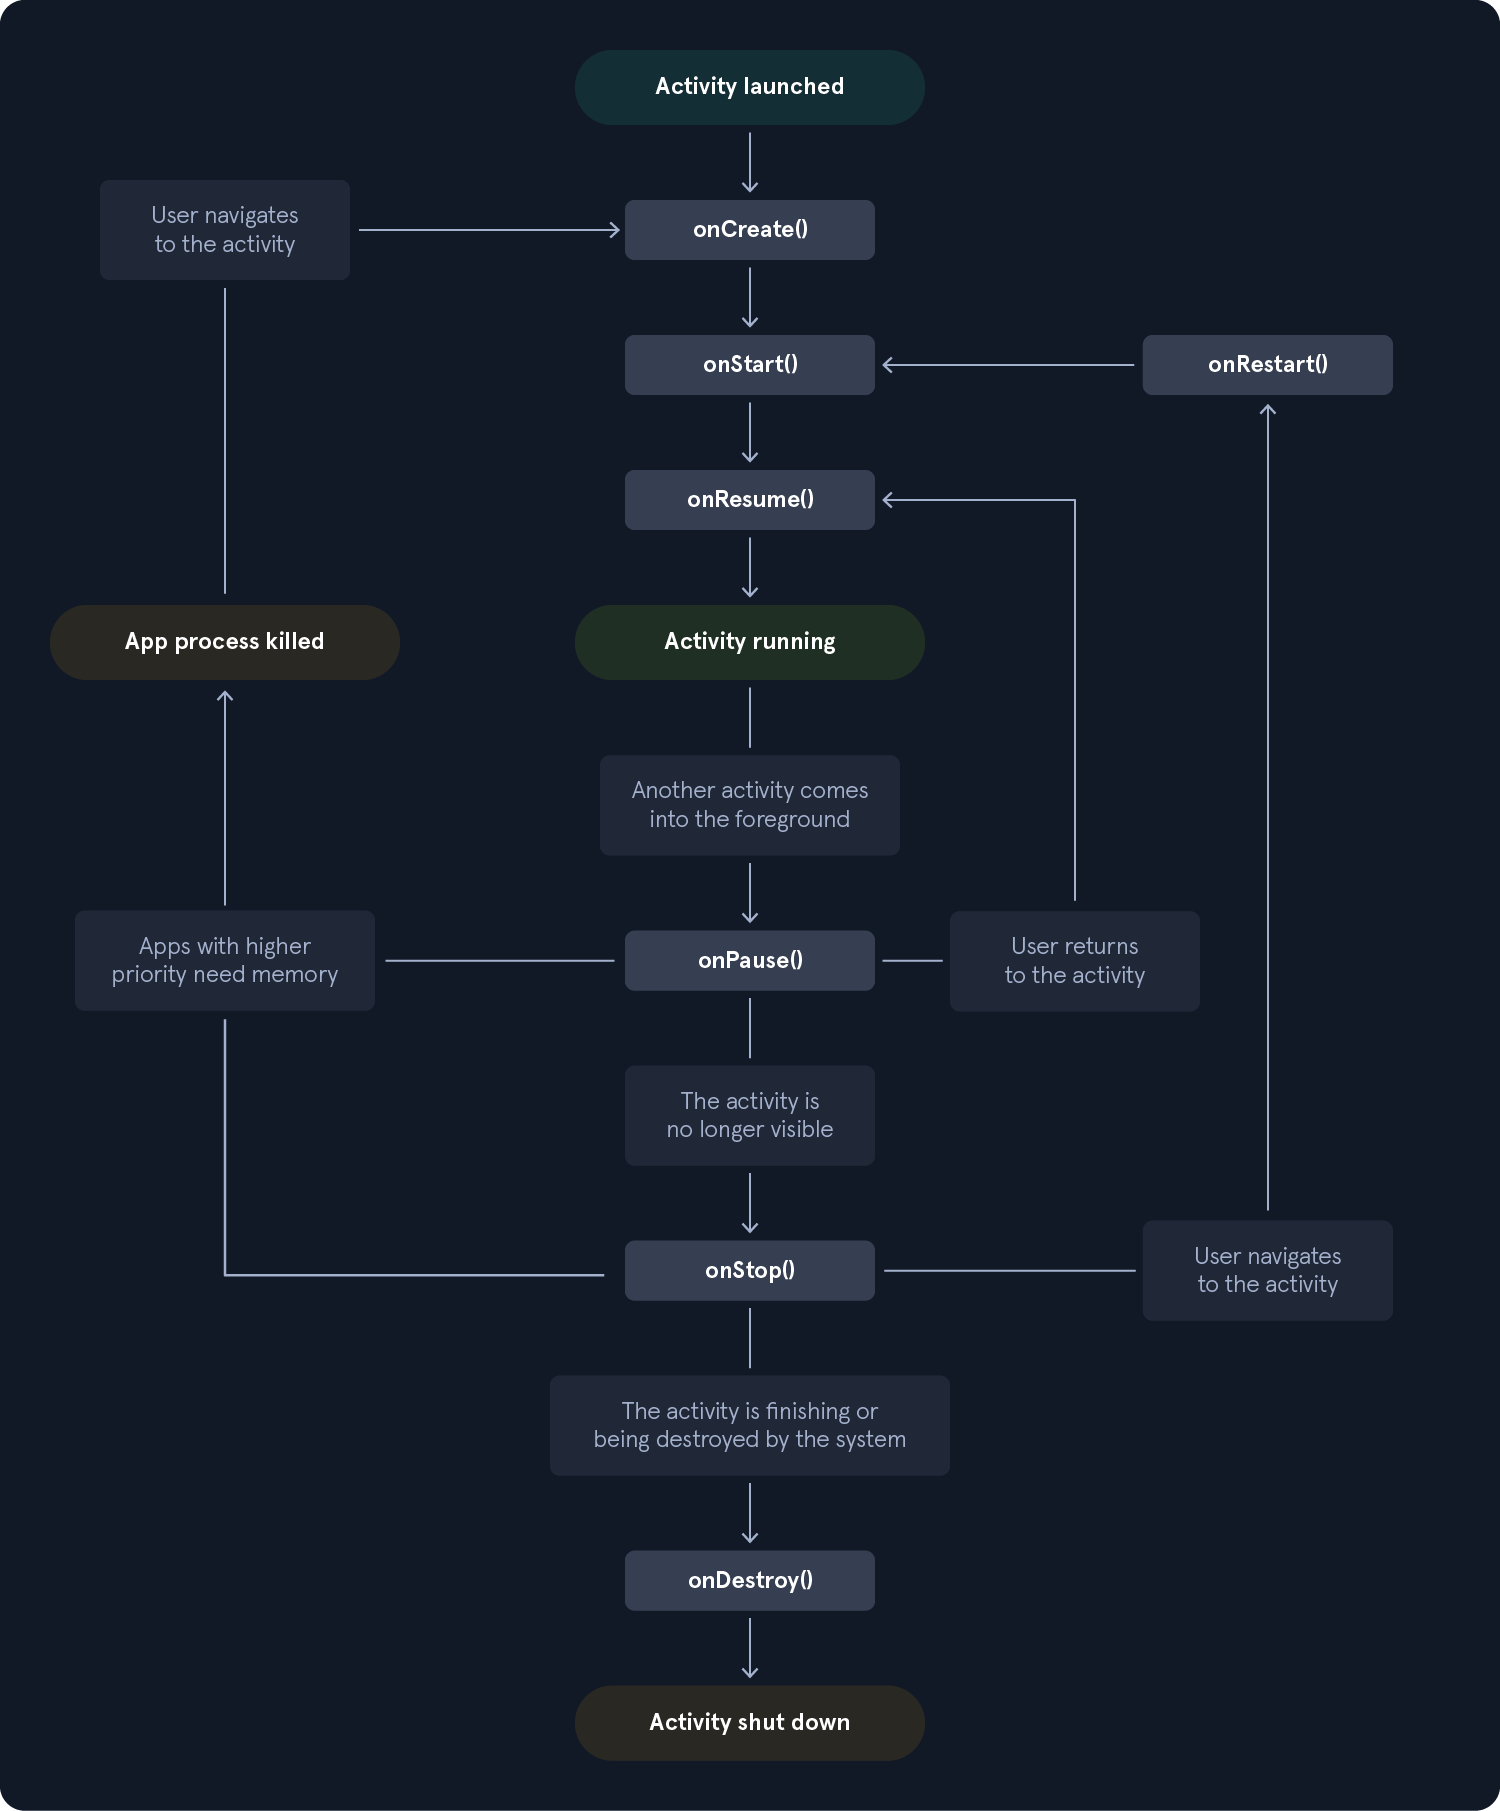 Activity launched
User navigates
to the activity
onCreate()
onStart()
onRestart()
onResume()
App process killed
Activity running
Another activity comes
into the foreground
Apps with higher
priority need memory
onPause()
User returns
to the activity
The activity is
no longer visible
onStop()
User navigates
to the activity
The activity is finishing or
being destroyed by the system
onDestroy()
Activity shut down